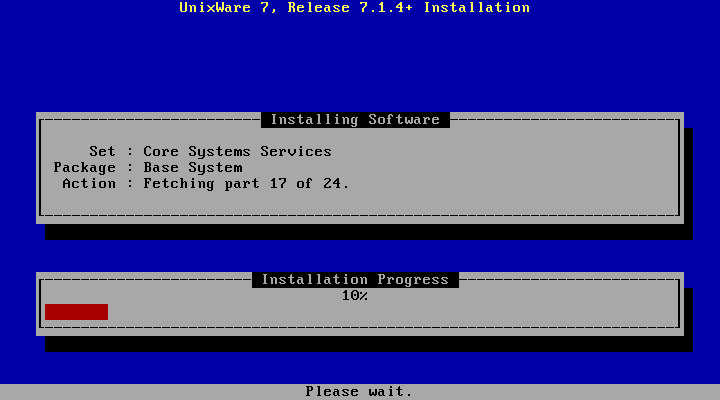 UnixWare 7, Release 7.1.4+ Installation
Installing Software
Set : Core Systems Services
Package : Base System
Action : Fetching part 17 of 24.
Installation Progress
10%
Please wait.